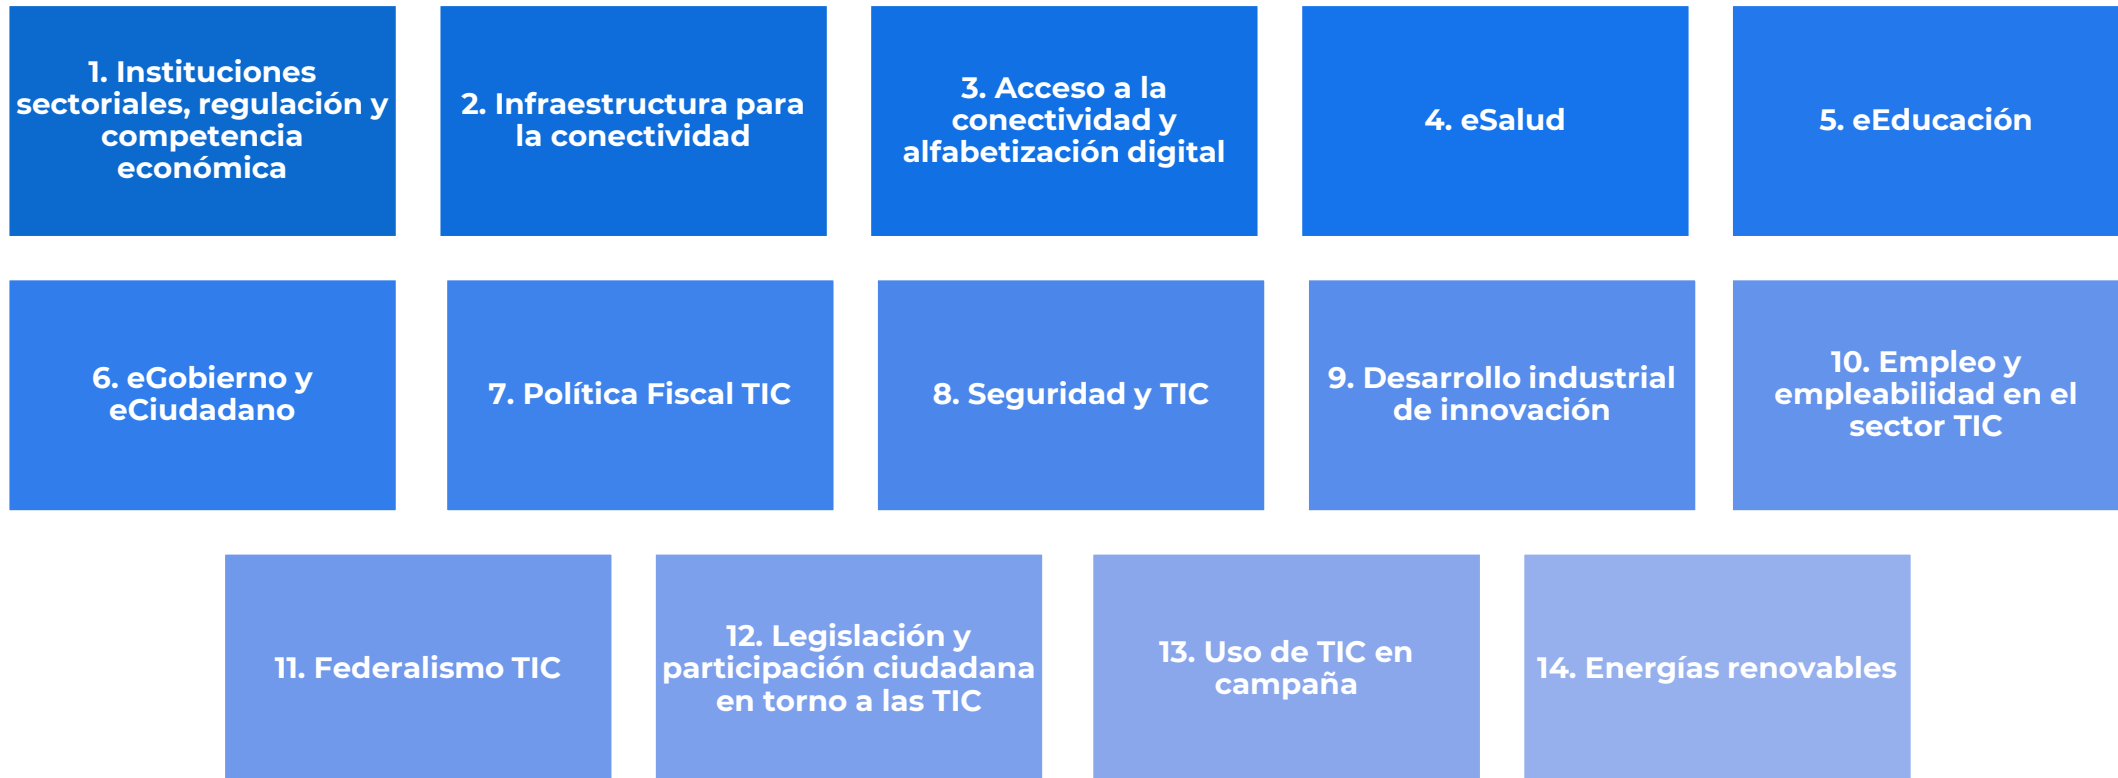 1. Instituciones
sectoriales, regulación y
competencia
económica
2. Infraestructura para
la conectividad
3. Acceso a la
conectividad y
alfabetización digital
4. eSalud
5. eEducación
6. eGobierno y
eCiudadano
7. Política Fiscal TIC
8. Seguridad y TIC
9. Desarrollo industrial
de innovación
10. Empleo y
empleabilidad en el
sector TIC
11. Federalismo TIC
12. Legislación y
participación ciudadana
en torno a las TIC
13. Uso de TIC en
campaña
14. Energías renovables